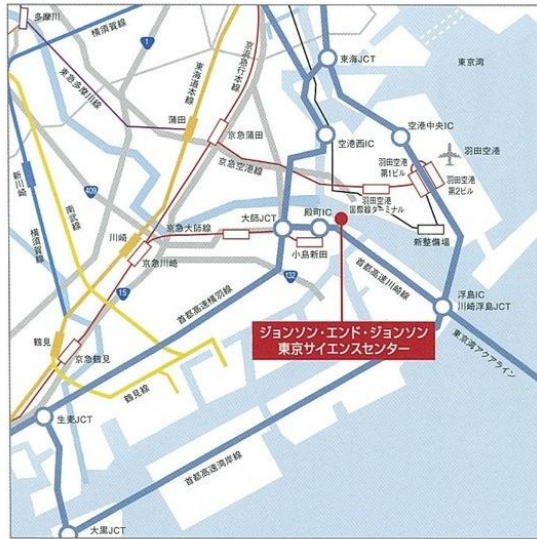 多摩川
横須賀線
1
東海JCT
東京湾
東急多摩川線
東海道本線
京浜急行本線
蒲田
京急蒲田
空港西IC
空港中央IC
羽田空港
新川崎
京急空港線
羽田空港
第1ビル
羽田空港
第2ビル
409
南武線
羽田空港
国際線ターミナル
横須賀線
川崎
京急大師線
大師JCT
殿町IC
新整備場
京急川崎
小島新田
132
15
首都高速横羽線
首都高速川崎線
浮島IC
川崎浮島JCT
ジョンソン・エンド・ジョンソン
東京サイエンスセンター
鶴見
京急鶴見
鶴見線
東京湾アクアライン
生麦JCT
首都高速湾岸線
大黒JCT